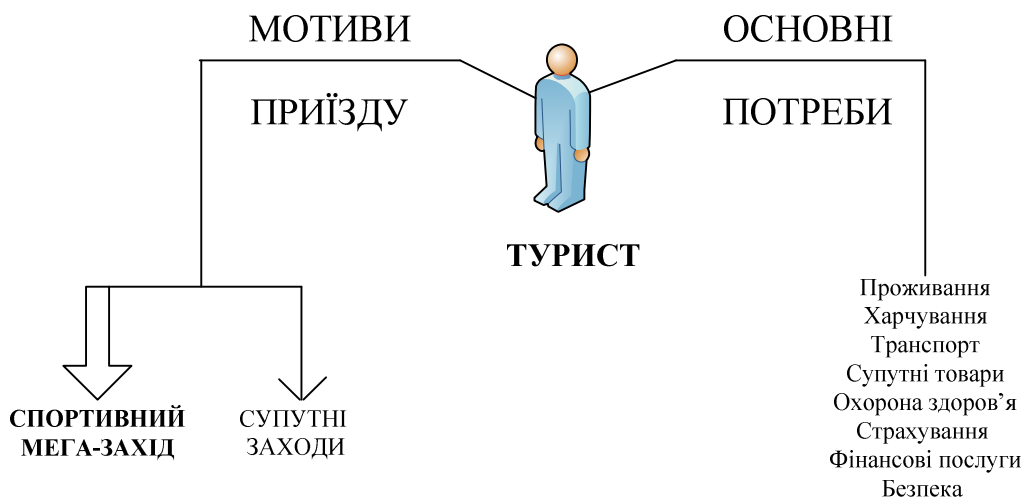 МОТИВИ
ПРИЇЗДУ
ОСНОВНІ
ПОТРЕБИ
ТУРИСТ
СПОРТИВНИЙ
МЕГА-ЗАХІД
СУПУТНІ
ЗАХОДИ
Проживання
Харчування
Транспорт
Супутні товари
Охорона здоров’я
Страхування
Фінансові послуги
Безпека